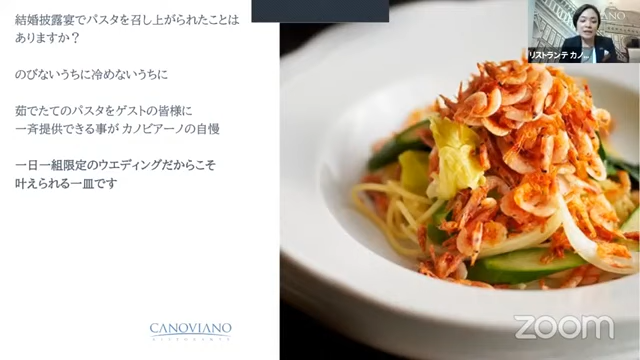 結婚披露宴でパスタを召し上がられたことは
ありますか？
のびないうちに冷めないうちに
茹でたてのパスタをゲストの皆様に
一斉提供できる事が カノビアーノの自慢
一日一組限定のウエディングだからこそ
叶えられる一皿です
CANOVIANO
RISTORANTE
リストランテ カノ...
zoom